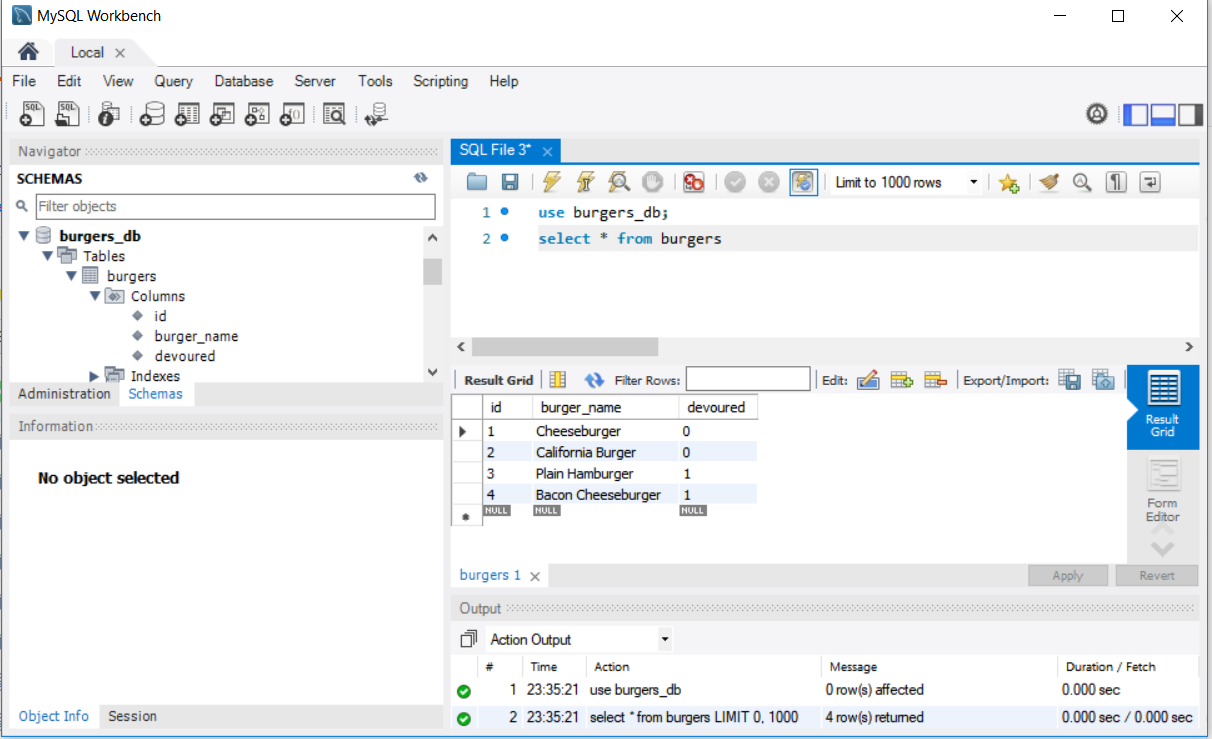 MySQL Workbench
Local
File Edit View Query Database Server Tools Scripting Help
SQL SQL
Navigator
SCHEMAS
Filter objects
burgers_db
Tables
burgers
Columns
id
burger_name
devoured
Indexes
Administration Schemas
Information
No object selected
Object Info Session
SQL File 3*
Limit to 1000 rows
1 use burgers_db;
2 select * from burgers
Result Grid Filter Rows: Edit: Export/Import:
id burger_name devoured
1 Cheeseburger 0
2 California Burger 0
3 Plain Hamburger 1
4 Bacon Cheeseburger 1
NULL NULL NULL
Result
Grid
Form
Editor
burgers 1
Apply Revert
Output
Action Output
# Time Action Message Duration / Fetch
1 23:35:21 use burgers_db 0 row(s) affected 0.000 sec
2 23:35:21 select * from burgers LIMIT 0, 1000 4 row(s) returned 0.000 sec / 0.000 sec